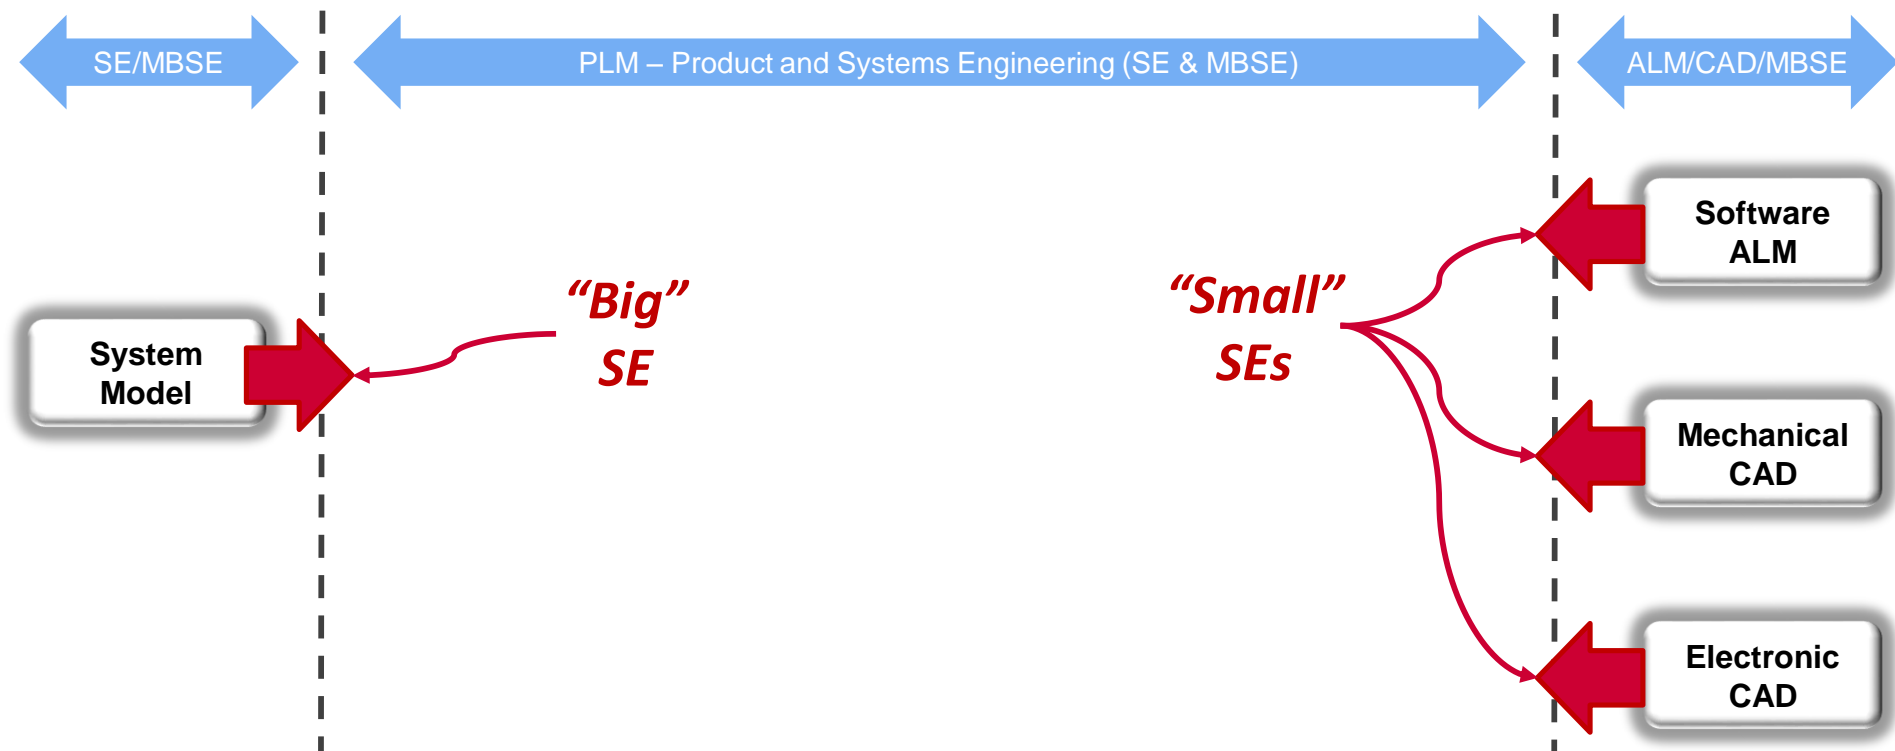 SE/MBSE
PLM – Product and Systems Engineering (SE & MBSE)
ALM/CAD/MBSE
System
Model
“Big”
SE
“Small”
SEs
Software
ALM
Mechanical
CAD
Electronic
CAD